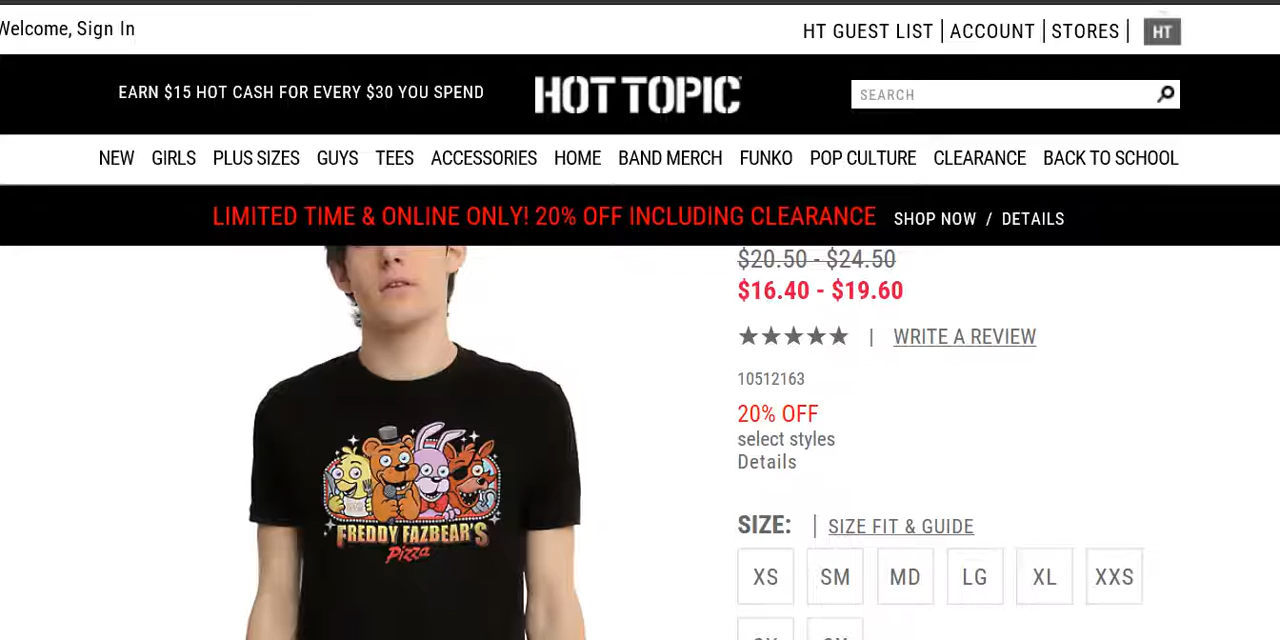 Welcome, Sign In
HT GUEST LIST | ACCOUNT | STORES | HT
EARN $15 HOT CASH FOR EVERY $30 YOU SPEND
HOT TOPIC
SEARCH
NEW GIRLS PLUS SIZES GUYS TEES ACCESSORIES HOME BAND MERCH FUNKO POP CULTURE CLEARANCE BACK TO SCHOOL
LIMITED TIME & ONLINE ONLY! 20% OFF INCLUDING CLEARANCE SHOP NOW / DETAILS
$20.50 - $24.50
$16.40 - $19.60
★★★★★ | WRITE A REVIEW
10512163
20% OFF
select styles
Details
SIZE: | SIZE FIT & GUIDE
XS SM MD LG XL XXS
FREDDY FAZBEAR'S
Pizza